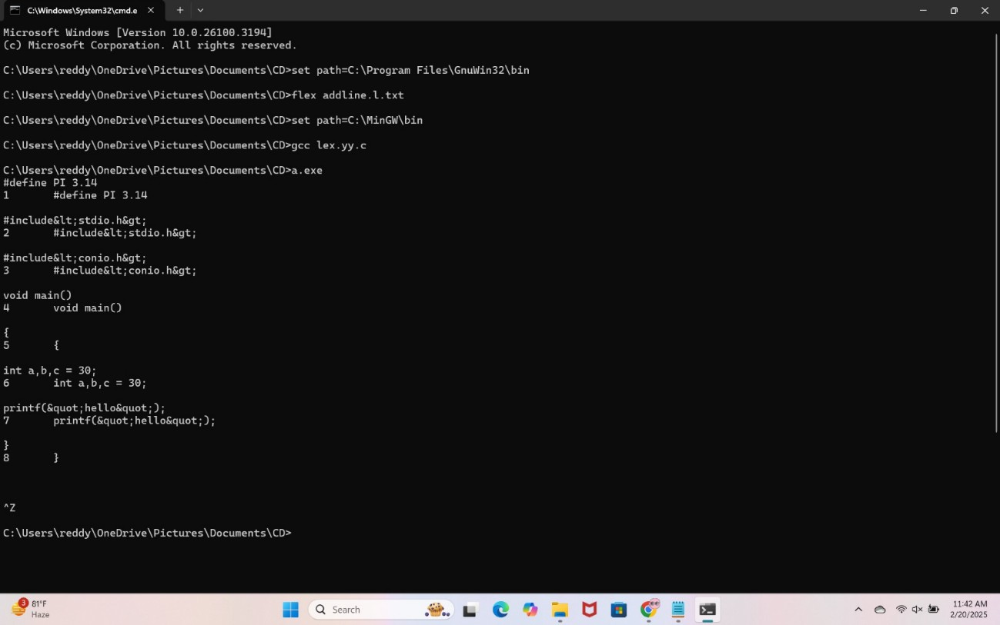 C:\Windows\System32\cmd.e
Microsoft Windows [Version 10.0.26100.3194]
(c) Microsoft Corporation. All rights reserved.
C:\Users\reddy\OneDrive\Pictures\Documents\CD>set path=C:\Program Files\GnuWin32\bin
C:\Users\reddy\OneDrive\Pictures\Documents\CD>flex addline.l.txt
C:\Users\reddy\OneDrive\Pictures\Documents\CD>set path=C:\MinGW\bin
C:\Users\reddy\OneDrive\Pictures\Documents\CD>gcc lex.yy.c
C:\Users\reddy\OneDrive\Pictures\Documents\CD>a.exe
#define PI 3.14
1       #define PI 3.14
#include&lt;stdio.h&gt;
2       #include&lt;stdio.h&gt;
#include&lt;conio.h&gt;
3       #include&lt;conio.h&gt;
void main()
4       void main()
{
5       {
int a,b,c = 30;
6       int a,b,c = 30;
printf(&quot;hello&quot;);
7       printf(&quot;hello&quot;);
}
8       }
^Z
C:\Users\reddy\OneDrive\Pictures\Documents\CD>
3
81°F
Haze
Search
11:42 AM
2/20/2025